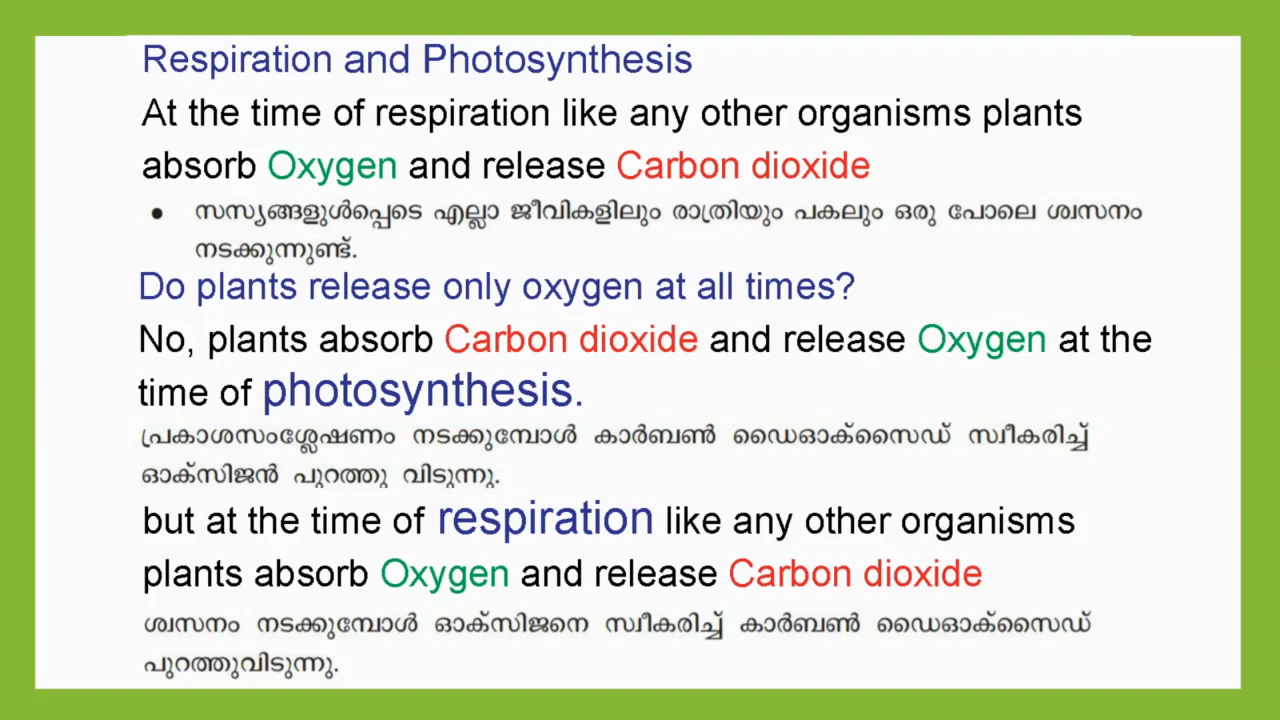 Respiration and Photosynthesis
At the time of respiration like any other organisms plants
absorb Oxygen and release Carbon dioxide
• സസ്യങ്ങളുൾപ്പെടെ എല്ലാ ജീവികളിലും രാത്രിയും പകലും ഒരു പോലെ ശ്വസനം
നടക്കുന്നുണ്ട്.
Do plants release only oxygen at all times?
No, plants absorb Carbon dioxide and release Oxygen at the
time of photosynthesis.
പ്രകാശസംശ്ലേഷണം നടക്കുമ്പോൾ കാർബൺ ഡൈഓക്സൈഡ് സ്വീകരിച്ച്
ഓക്സിജൻ പുറത്തു വിടുന്നു.
but at the time of respiration like any other organisms
plants absorb Oxygen and release Carbon dioxide
ശ്വസനം നടക്കുമ്പോൾ ഓക്സിജനെ സ്വീകരിച്ച് കാർബൺ ഡൈഓക്സൈഡ്
പുറത്തുവിടുന്നു.